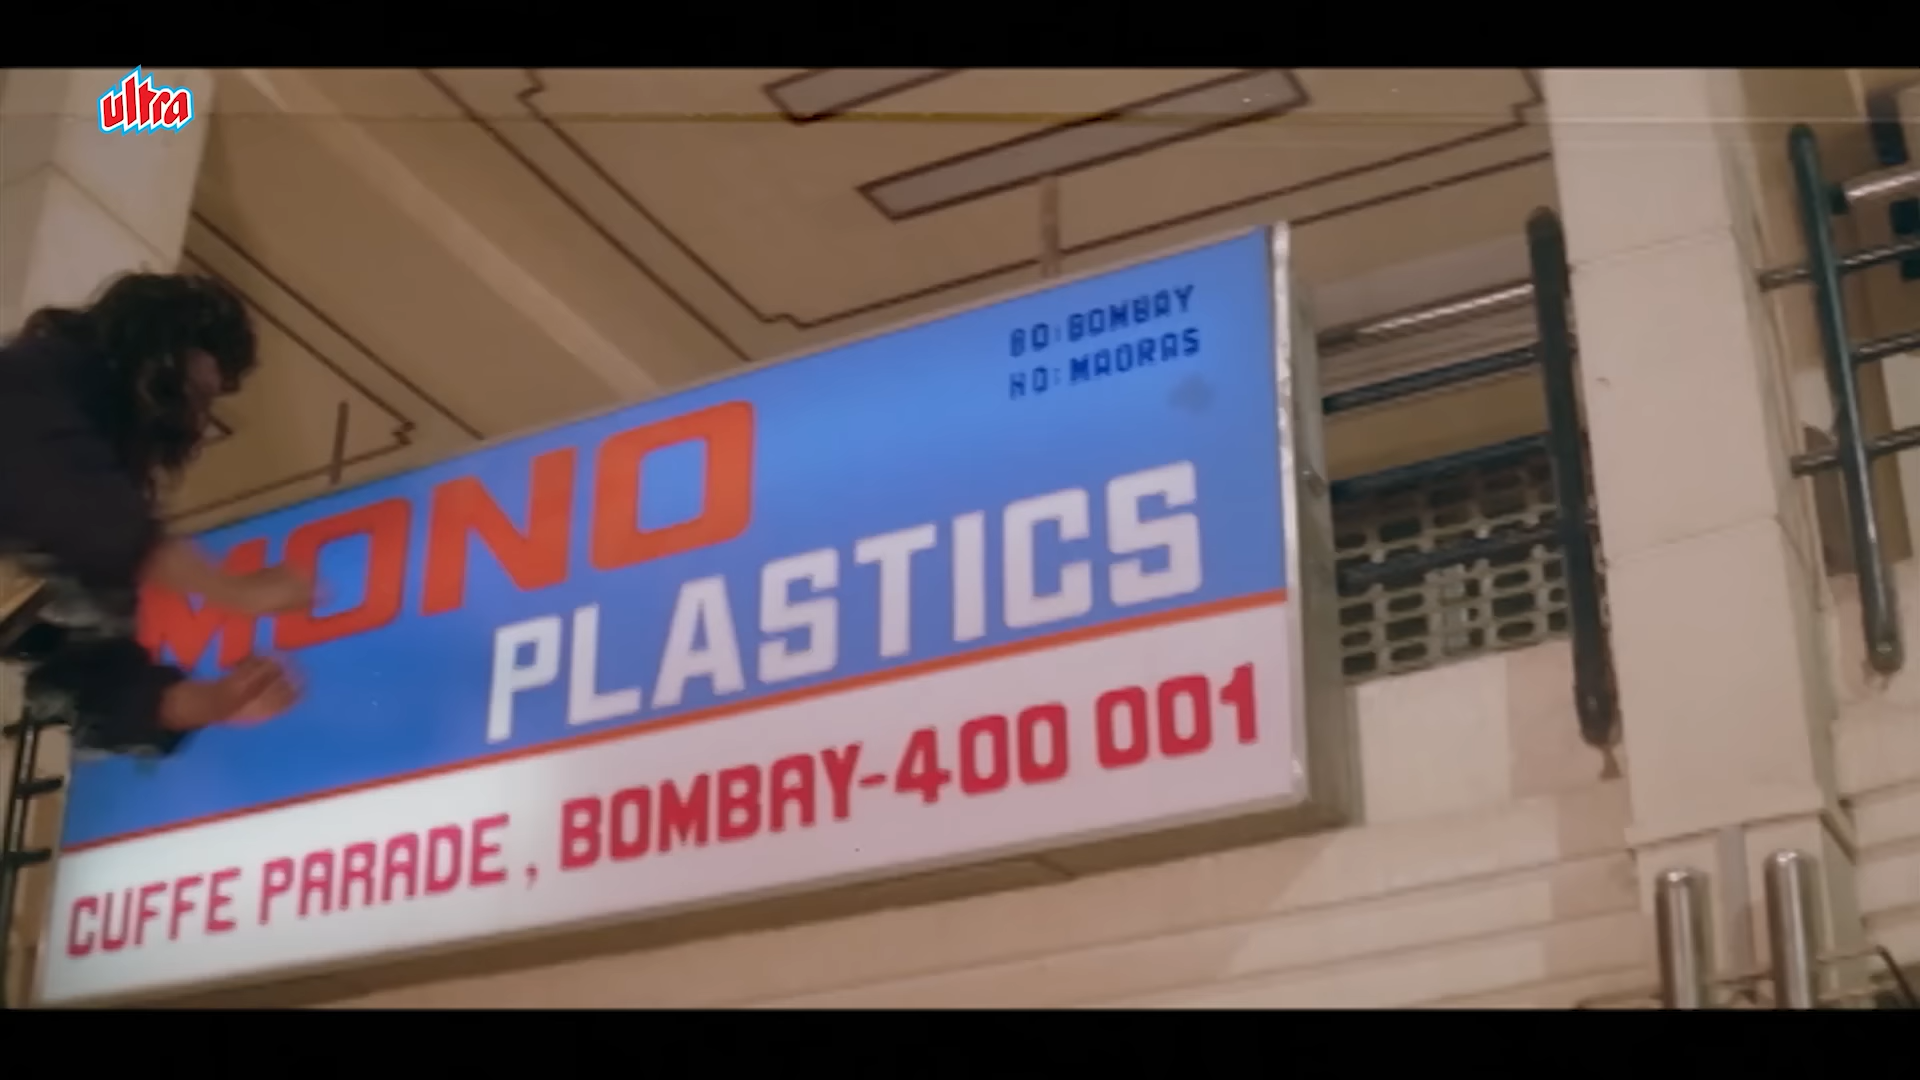 ultra
BO: BOMBAY
HO: MADRAS
MONO
PLASTICS
CUFFE PARADE, BOMBAY-400 001